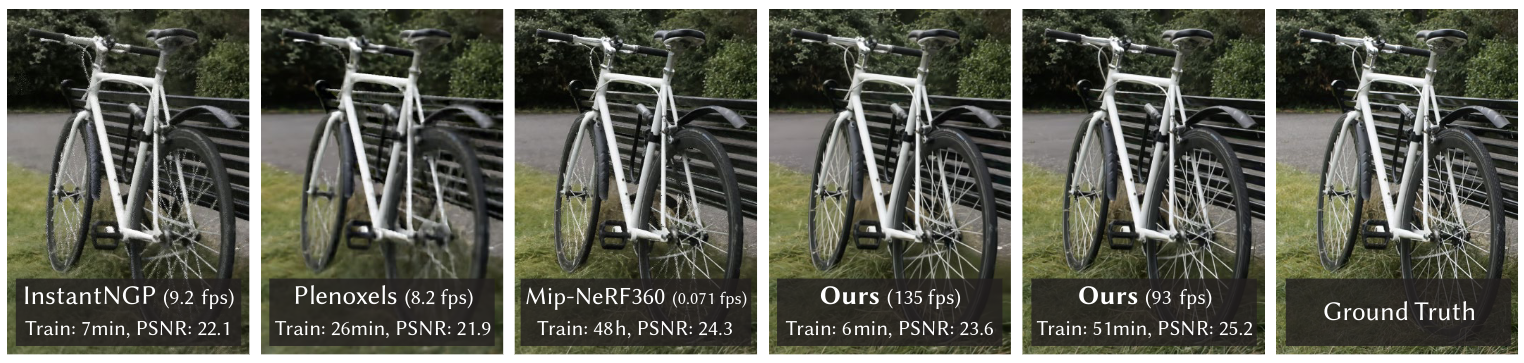 InstantNGP (9.2 fps)
Train: 7min, PSNR: 22.1
Plenoxels (8.2 fps)
Train: 26min, PSNR: 21.9
Mip-NeRF360 (0.071 fps)
Train: 48h, PSNR: 24.3
Ours (135 fps)
Train: 6min, PSNR: 23.6
Ours (93 fps)
Train: 51min, PSNR: 25.2
Ground Truth